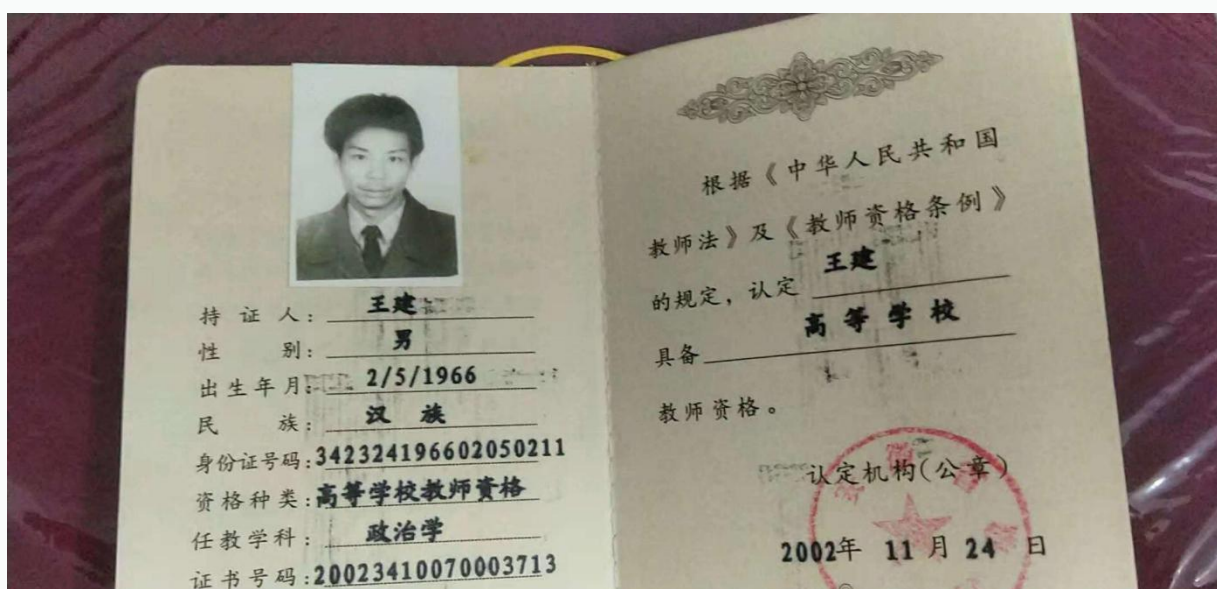 持证人：王建
性别：男
出生年月：2/5/1966
民族：汉族
身份证号码：342324196602050211
资格种类：高等学校教师资格
任教学科：政治学
证书号码：20023410070003713
根据《中华人民共和国
教师法》及《教师资格条例》
的规定，认定 王建
具备 高等学校
教师资格。
认定机构（公章）
2002年 11月 24日